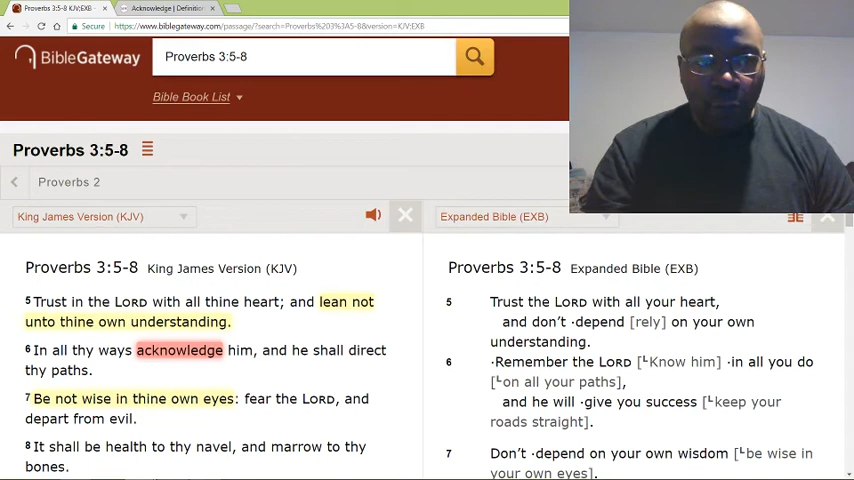 Proverbs 3:5-8 KJV;EXB -
Acknowledge | Definition
Secure
https://www.biblegateway.com/passage/?search=Proverbs%203%3A5-8&version=KJV;EXB
BibleGateway
Proverbs 3:5-8
Bible Book List
Proverbs 3:5-8
Proverbs 2
King James Version (KJV)
Expanded Bible (EXB)
Proverbs 3:5-8 King James Version (KJV)
5 Trust in the LORD with all thine heart; and lean not
unto thine own understanding.
6 In all thy ways acknowledge him, and he shall direct
thy paths.
7 Be not wise in thine own eyes: fear the LORD, and
depart from evil.
8 It shall be health to thy navel, and marrow to thy
bones.
Proverbs 3:5-8 Expanded Bible (EXB)
5 Trust the LORD with all your heart,
and don't ·depend [rely] on your own
understanding.
6 ·Remember the LORD [ᴸKnow him] ·in all you do
[ᴸon all your paths],
and he will ·give you success [ᴸkeep your
roads straight].
7 Don't ·depend on your own wisdom [ᴸbe wise in
your own eyes].